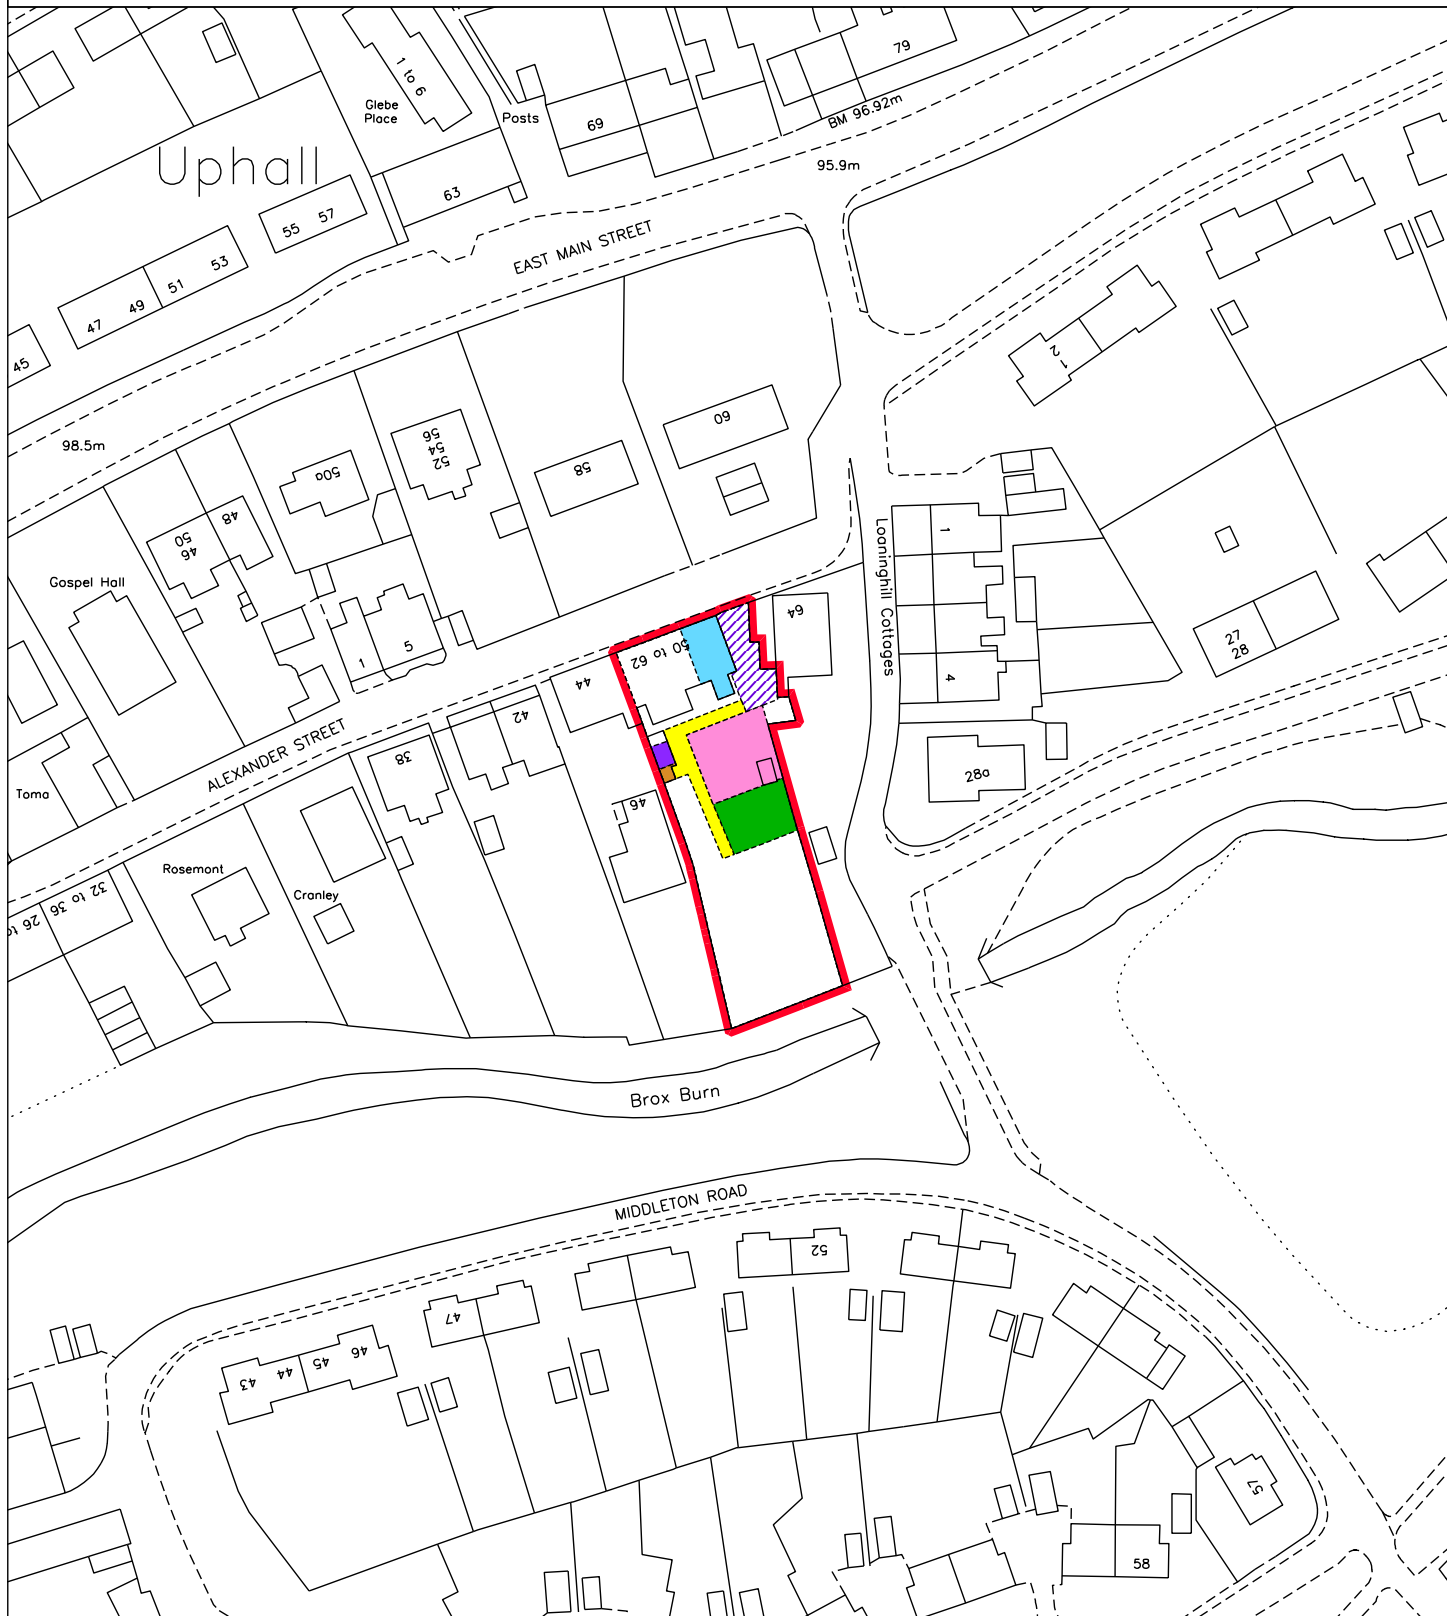 79
1 to 6
Glebe
Place
Posts
69
BM 96.92m
95.9m
Uphall
63
55 57
53
51
49
47
45
EAST MAIN STREET
2
1
60
98.5m
56
54
52
58
50a
48
50
46
Gospel Hall
Loaninghill Cottages
1
4
64
50 to 62
5
1
44
42
27
28
28a
ALEXANDER STREET
38
46
Toma
Rosemont
Cranley
32 to 36
26 to
Brox Burn
MIDDLETON ROAD
52
47
46
45
44
43
57
58